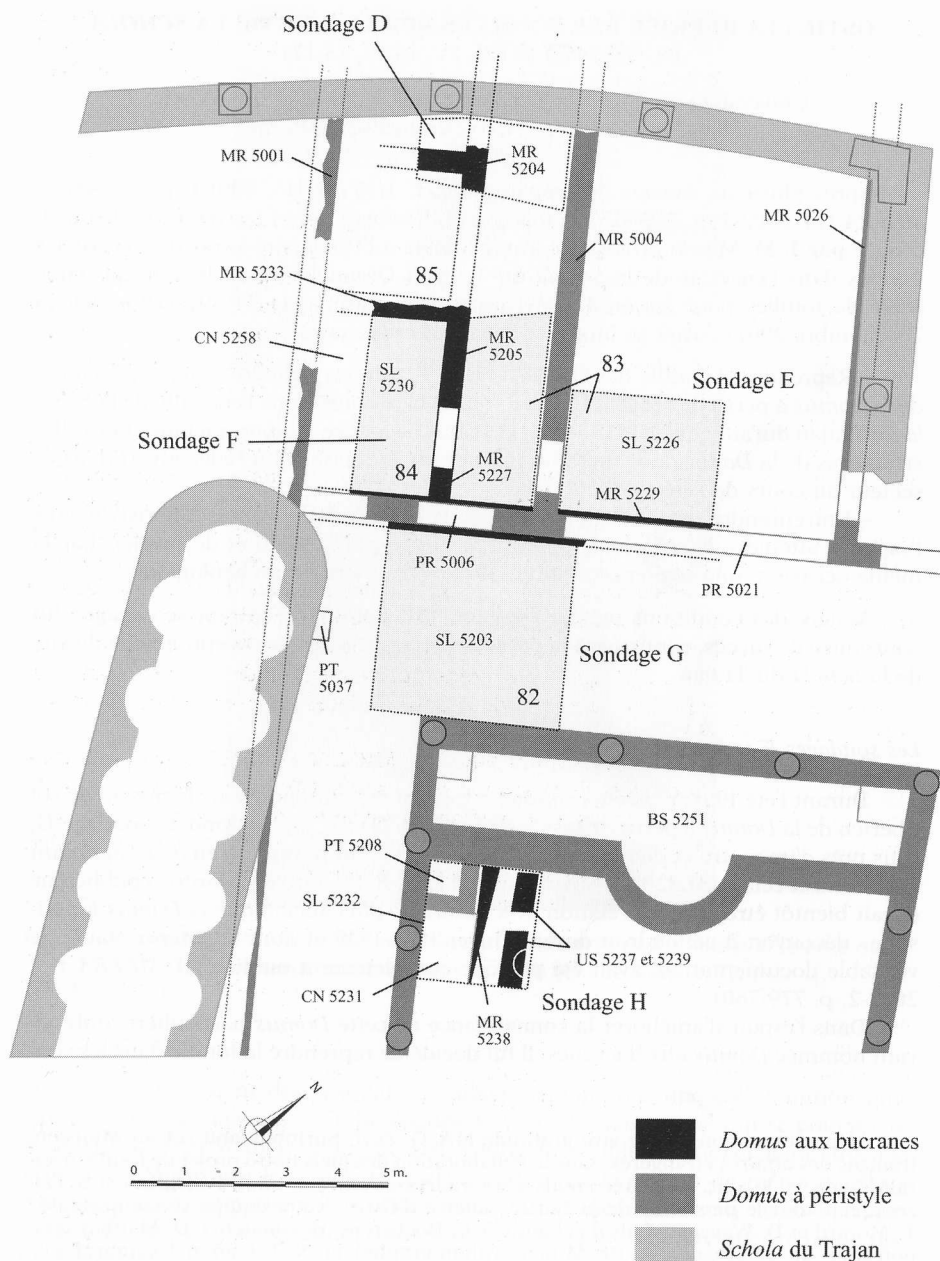 Sondage D
MR 5001
MR
5204
MR 5026
MR 5004
MR 5233
85
CN 5258
MR
5205
SL
5230
83
Sondage E
Sondage F
SL 5226
84
MR
5227
MR 5229
PR 5006
PR 5021
SL 5203
Sondage G
PT
5037
82
BS 5251
PT 5208
SL 5232
US 5237 et 5239
CN 5231
Sondage H
MR
5238
N
0 1 2 3 4 5 m.
Domus aux bucranes
Domus à péristyle
Schola du Trajan